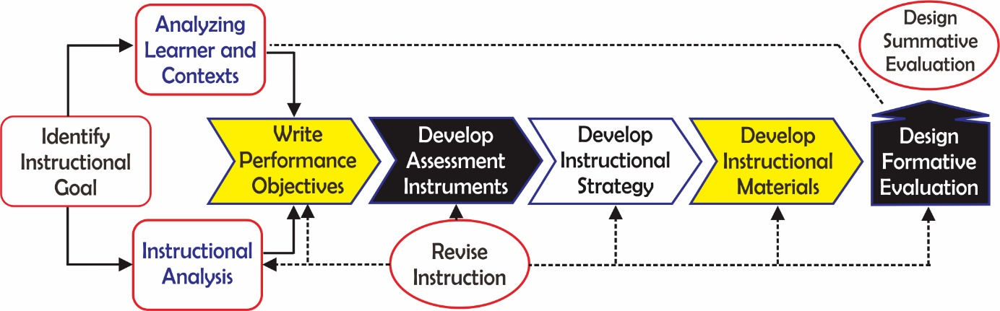 Analyzing
Learner and
Contexts
Design
Summative
Evaluation
Identify
Instructional
Goal
Write
Performance
Objectives
Develop
Assessment
Instruments
Develop
Instructional
Strategy
Develop
Instructional
Materials
Design
Formative
Evaluation
Instructional
Analysis
Revise
Instruction